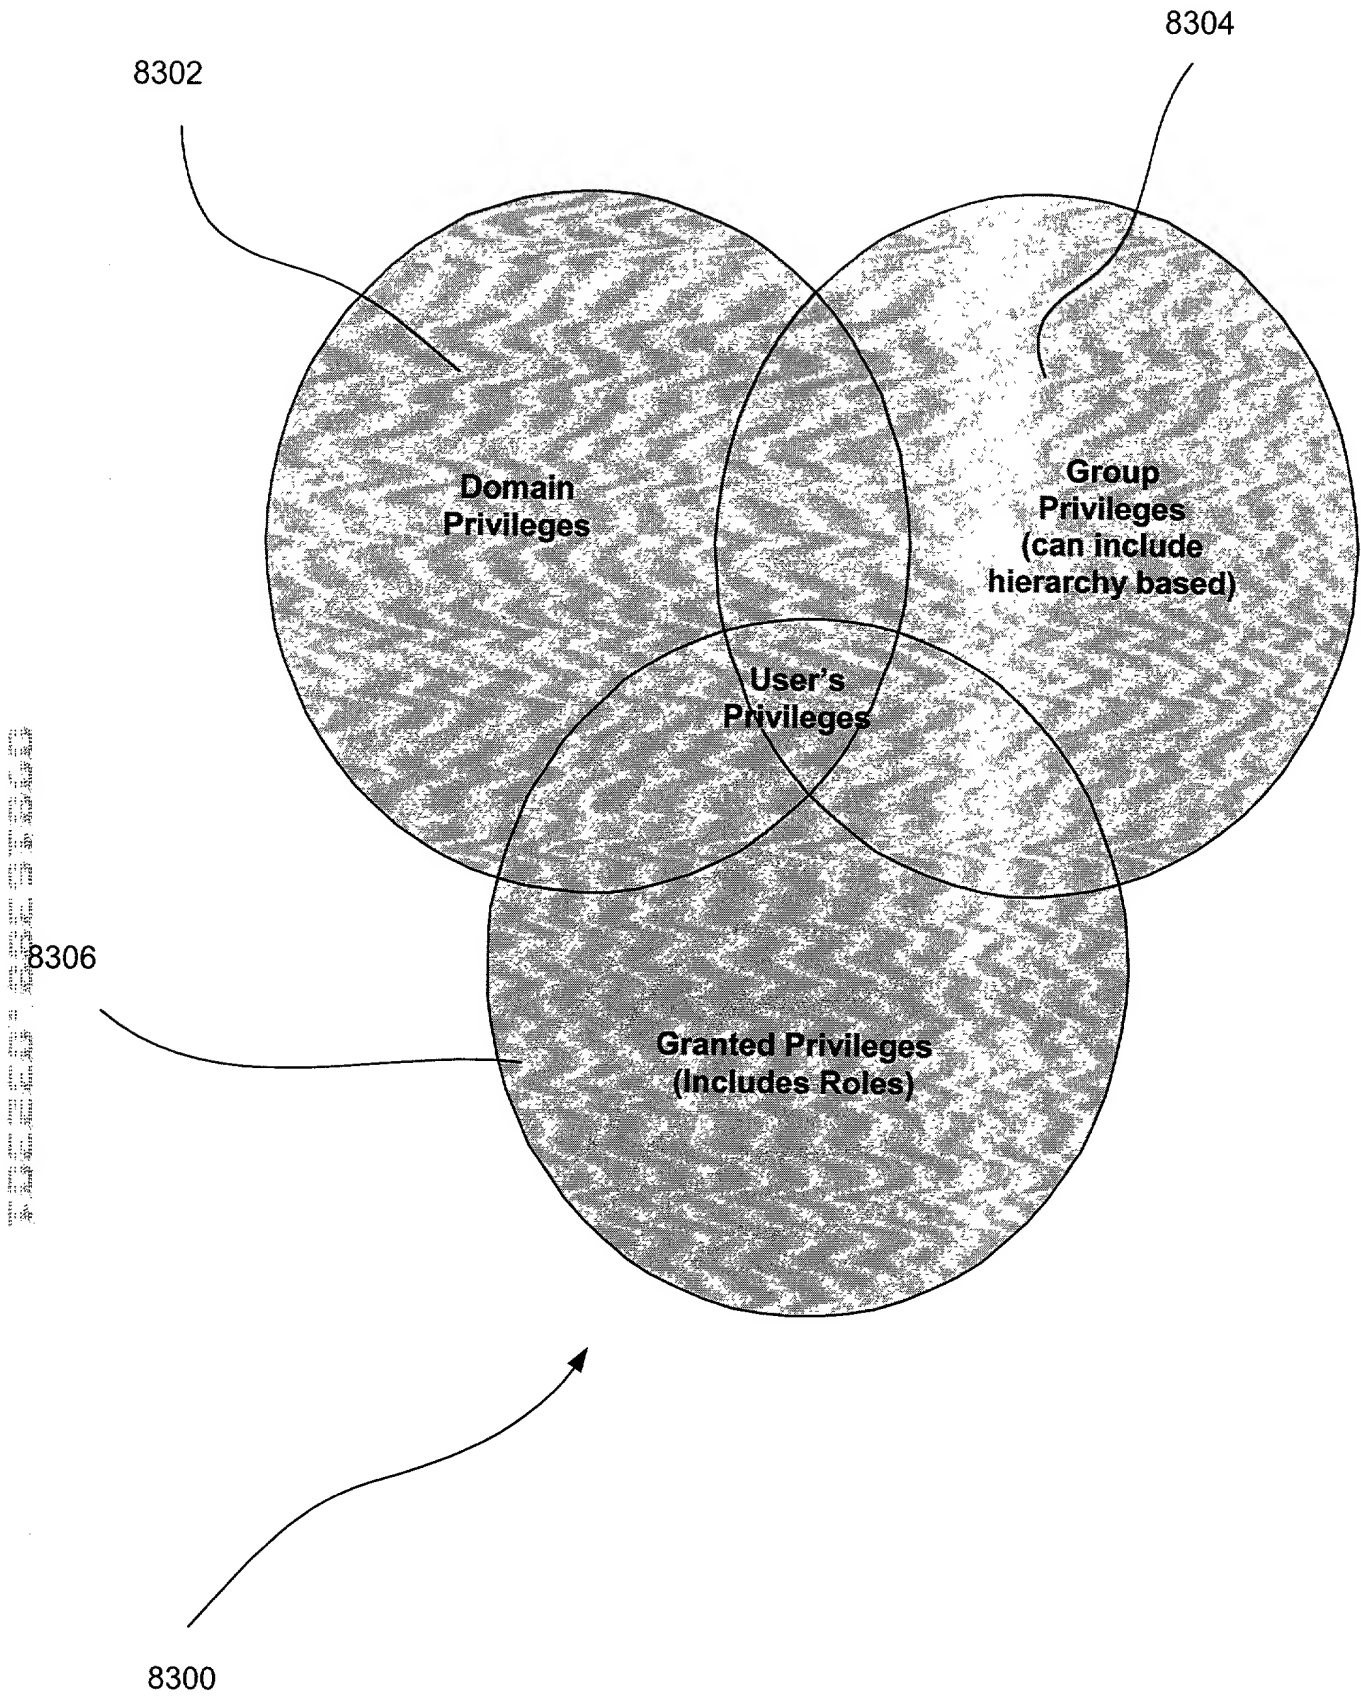 8304
8302
Domain
Privileges
Group
Privileges
(can include
hierarchy based)
User’s
Privileges
8306
Granted Privileges
(Includes Roles)
8300